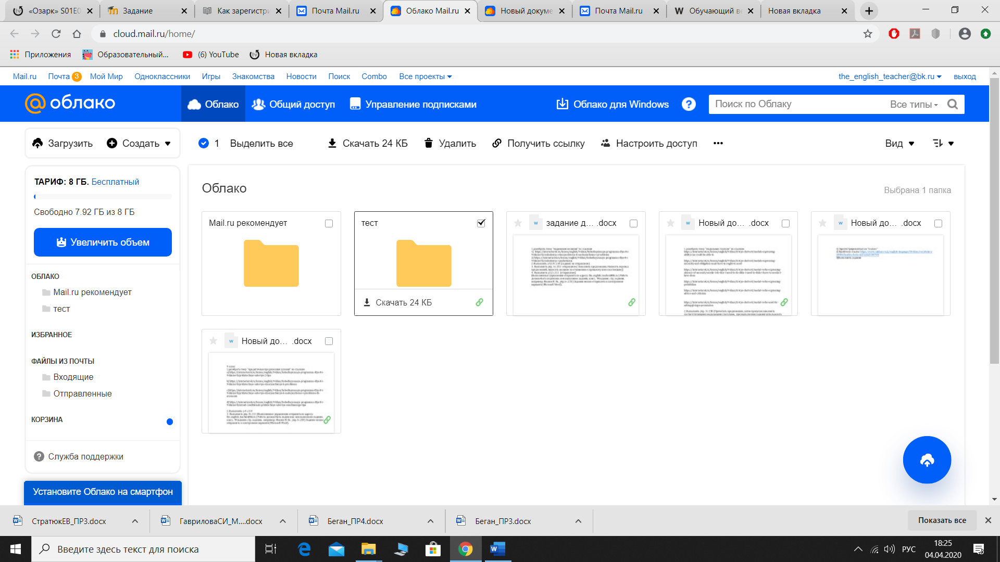 «Озарк» S01E0
Задание
Как зарегистри
Почта Mail.ru
Облако Mail.ru
Новый докуме
Почта Mail.ru
Обучающий ве
Новая вкладка
cloud.mail.ru/home/
Приложения
Образовательный...
(6) YouTube
Новая вкладка
Mail.ru
Почта 3
Мой Мир
Одноклассники
Игры
Знакомства
Новости
Поиск
Combo
Все проекты
the_english_teacher@bk.ru
выход
облако
Облако
Общий доступ
Управление подписками
Облако для Windows
?
Поиск по Облаку
Все типы
Загрузить
Создать
1
Выделить все
Скачать 24 КБ
Удалить
Получить ссылку
Настроить доступ
Вид
ТАРИФ: 8 ГБ. Бесплатный
Свободно 7.92 ГБ из 8 ГБ
Увеличить объем
ОБЛАКО
Mail.ru рекомендует
тест
ИЗБРАННОЕ
ФАЙЛЫ ИЗ ПОЧТЫ
Входящие
Отправленные
КОРЗИНА
Служба поддержки
Установите Облако на смартфон
Облако
Выбрана 1 папка
Mail.ru рекомендует
тест
Скачать 24 КБ
задание д... .docx
Новый до... .docx
Новый до... .docx
Новый до... .docx
СтратюкЕВ_ПР3.docx
ГавриловаСИ_М....docx
Беган_ПР4.docx
Беган_ПР3.docx
Показать все
Введите здесь текст для поиска
РУС
18:25
04.04.2020